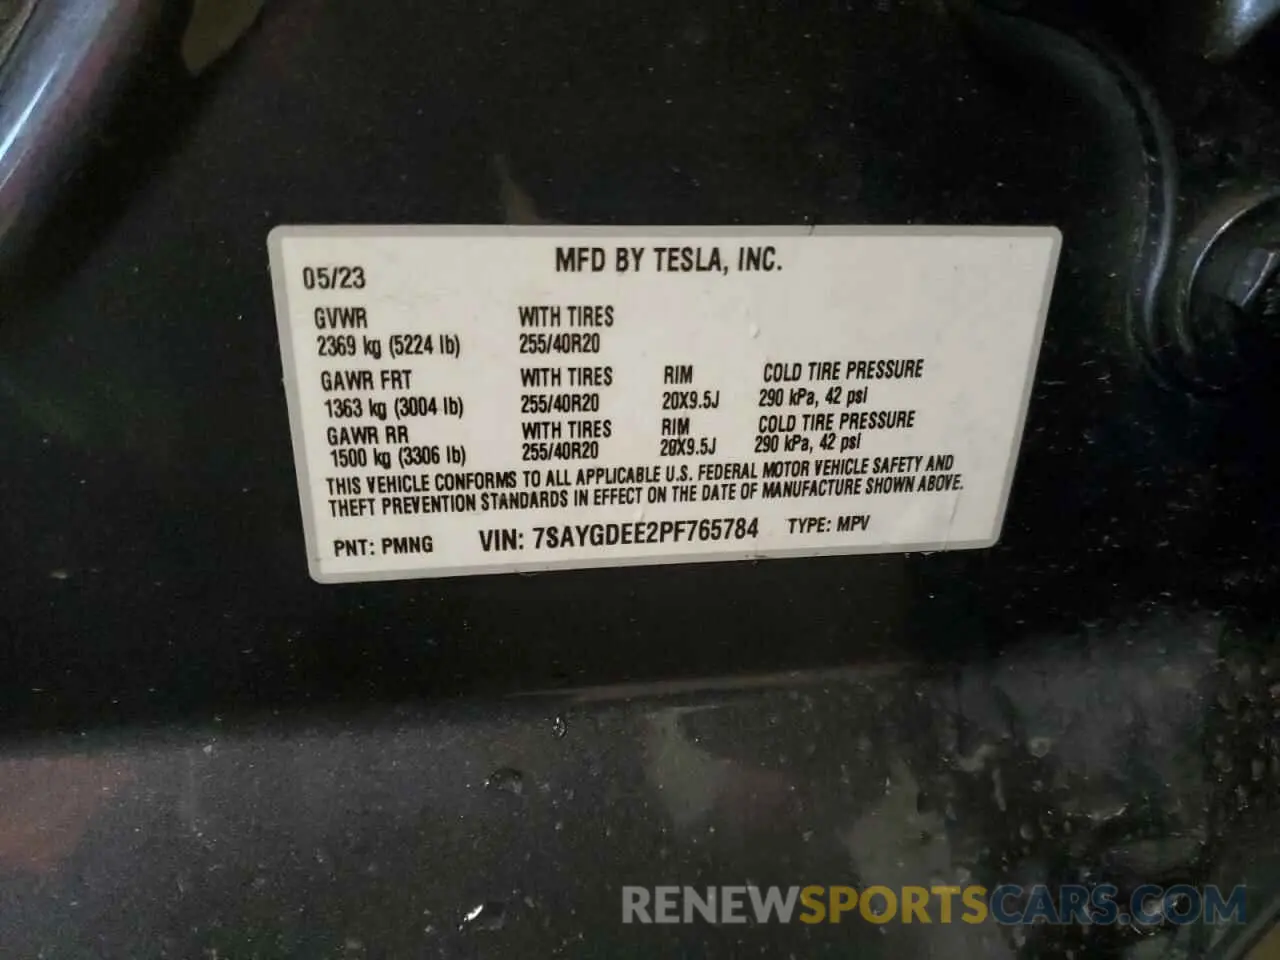 MFD BY TESLA, INC.
05/23
GVWR WITH TIRES
2369 kg (5224 lb) 255/40R20
GAWR FRT WITH TIRES RIM COLD TIRE PRESSURE
1363 kg (3004 lb) 255/40R20 20X9.5J 290 kPa, 42 psi
GAWR RR WITH TIRES RIM COLD TIRE PRESSURE
1500 kg (3306 lb) 255/40R20 20X9.5J 290 kPa, 42 psi
THIS VEHICLE CONFORMS TO ALL APPLICABLE U.S. FEDERAL MOTOR VEHICLE SAFETY AND
THEFT PREVENTION STANDARDS IN EFFECT ON THE DATE OF MANUFACTURE SHOWN ABOVE.
PNT: PMNG VIN: 7SAYGDEE2PF765784 TYPE: MPV
RENEWSPORTSCARS.COM